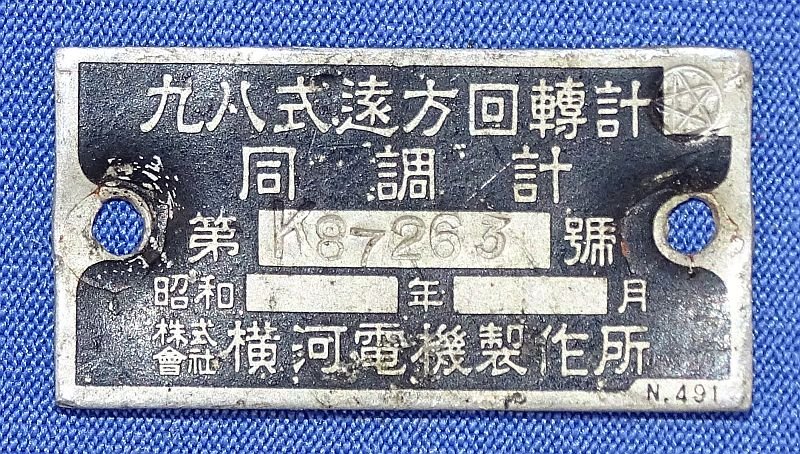 九八式遠方回轉計
同調計
第 K87263 號
昭和 年 月
株式會社 横河電機製作所
N.491